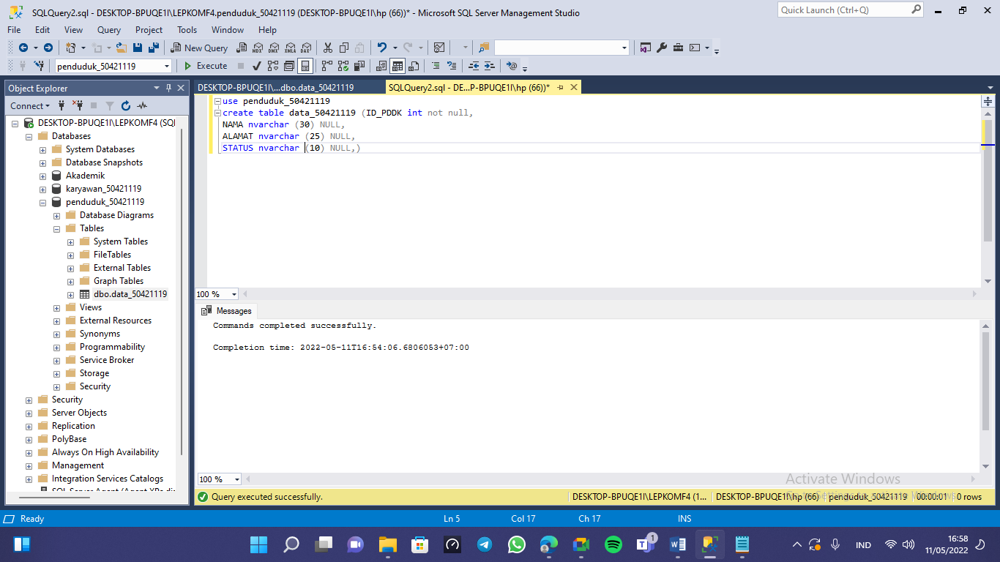 SQLQuery2.sql - DESKTOP-BPUQE1I\LEPKOMF4.penduduk_50421119 (DESKTOP-BPUQE1I\hp (66))* - Microsoft SQL Server Management Studio
Quick Launch (Ctrl+Q)
File Edit View Query Project Tools Window Help
New Query MDX DMX XMLA DAX
penduduk_50421119 Execute
Object Explorer
Connect
DESKTOP-BPUQE1I\LEPKOMF4 (SQl
Databases
System Databases
Database Snapshots
Akademik
karyawan_50421119
penduduk_50421119
Database Diagrams
Tables
System Tables
FileTables
External Tables
Graph Tables
dbo.data_50421119
Views
External Resources
Synonyms
Programmability
Service Broker
Storage
Security
Security
Server Objects
Replication
PolyBase
Always On High Availability
Management
Integration Services Catalogs
DESKTOP-BPUQE1I\...dbo.data_50421119
SQLQuery2.sql - DE...P-BPUQE1I\hp (66))*
use penduduk_50421119
create table data_50421119 (ID_PDDK int not null,
NAMA nvarchar (30) NULL,
ALAMAT nvarchar (25) NULL,
STATUS nvarchar (10) NULL,)
100 %
Messages
Commands completed successfully.
Completion time: 2022-05-11T16:54:06.6806053+07:00
100 %
Activate Windows
Query executed successfully.
DESKTOP-BPUQE1I\LEPKOMF4 (1...
DESKTOP-BPUQE1I\hp (66)
penduduk_50421119
00:00:01
0 rows
Ready
Ln 5
Col 17
Ch 17
INS
1
IND
16:58
11/05/2022